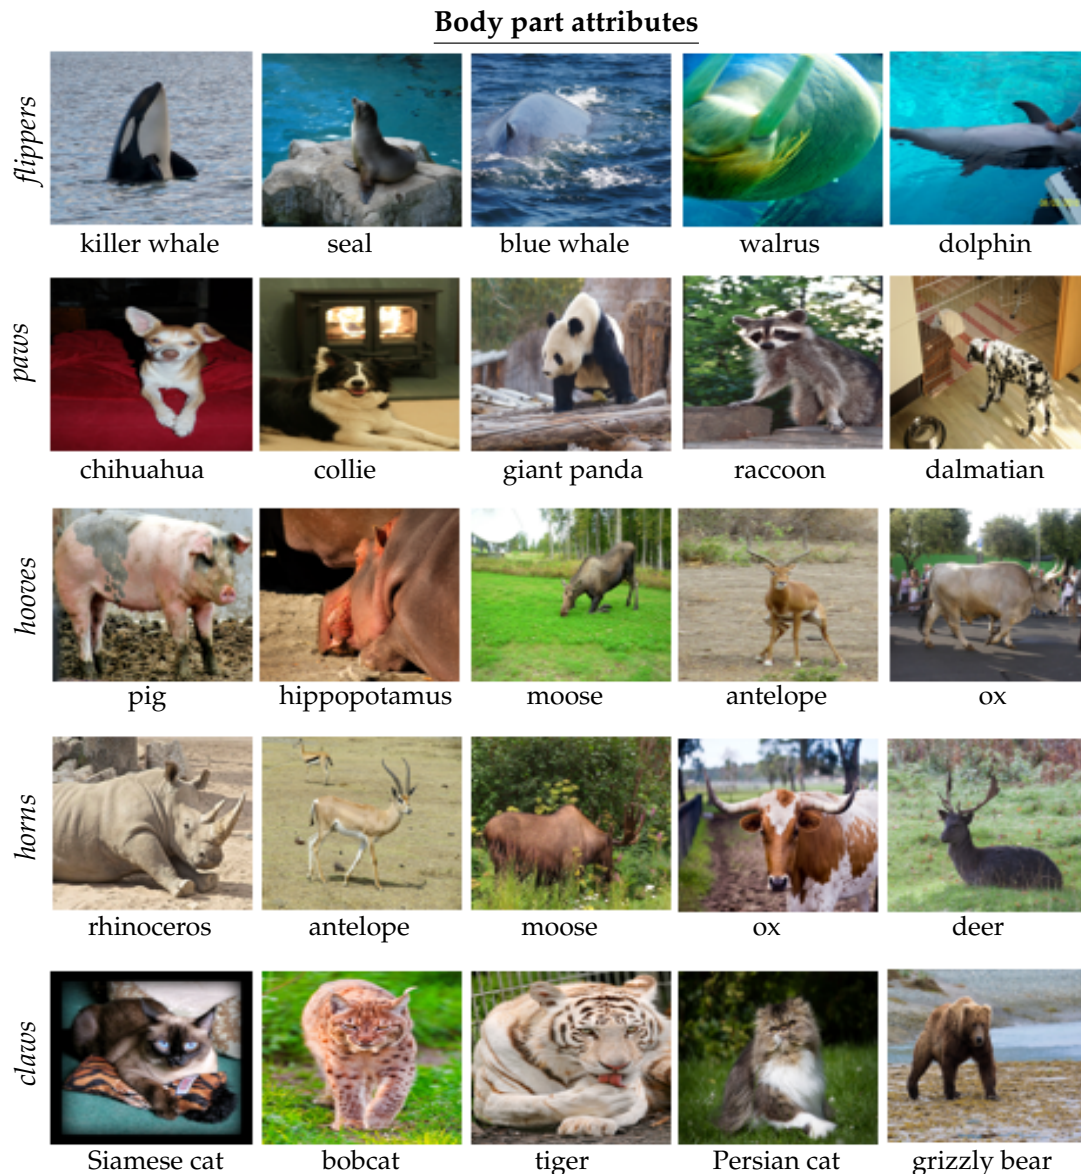 Body part attributes
flippers
killer whale seal blue whale walrus dolphin
paws
chihuahua collie giant panda raccoon dalmatian
hooves
pig hippopotamus moose antelope ox
horns
rhinoceros antelope moose ox deer
claws
Siamese cat bobcat tiger Persian cat grizzly bear